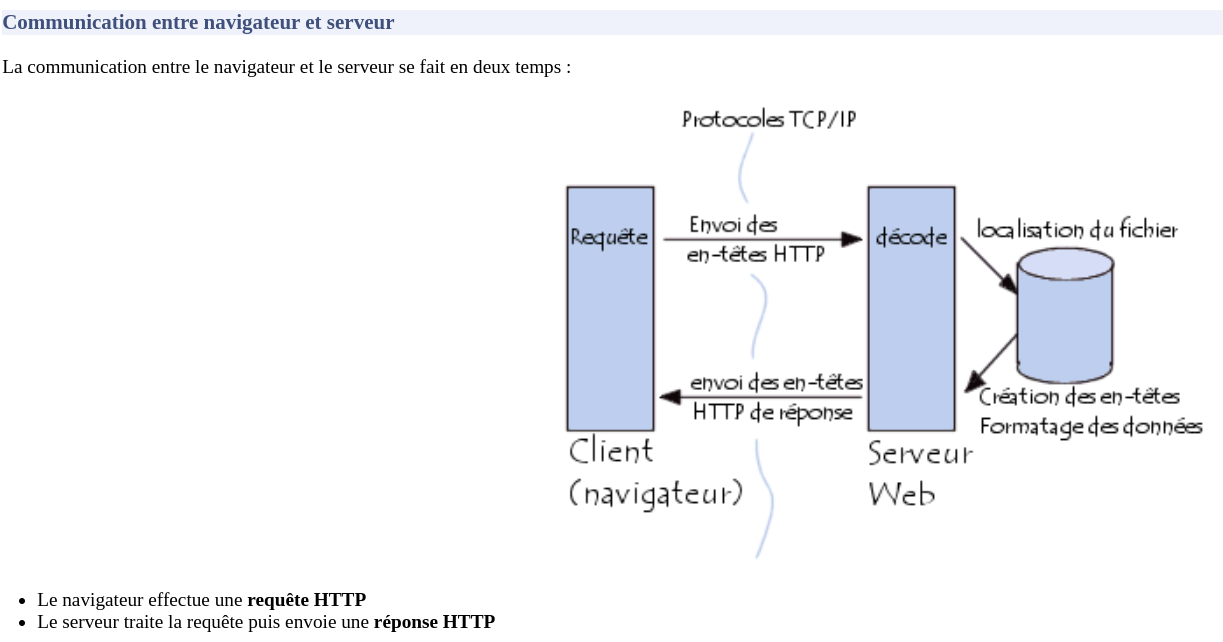 Communication entre navigateur et serveur
La communication entre le navigateur et le serveur se fait en deux temps :
Protocoles TCP/IP
Requête
Envoi des
en-têtes HTTP
décode
localisation du fichier
envoi des en-têtes
HTTP de réponse
Création des en-têtes
Formatage des données
Client
(navigateur)
Serveur
Web
• Le navigateur effectue une requête HTTP
• Le serveur traite la requête puis envoie une réponse HTTP